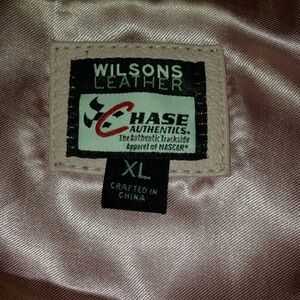 WILSONS
LEATHER
CHASE
AUTHENTICS®
The Authentic Trackside
Apparel of NASCAR®
XL
CRAFTED IN
CHINA